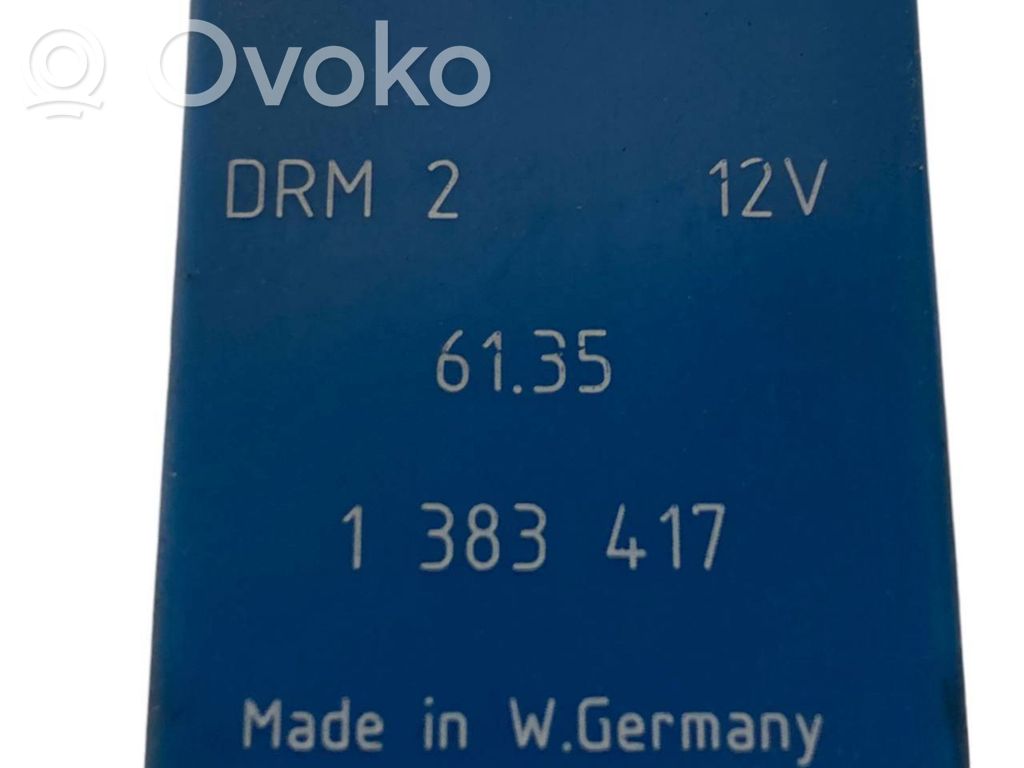 Ovoko
DRM 2 12V
61.35
1 383 417
Made in W.Germany